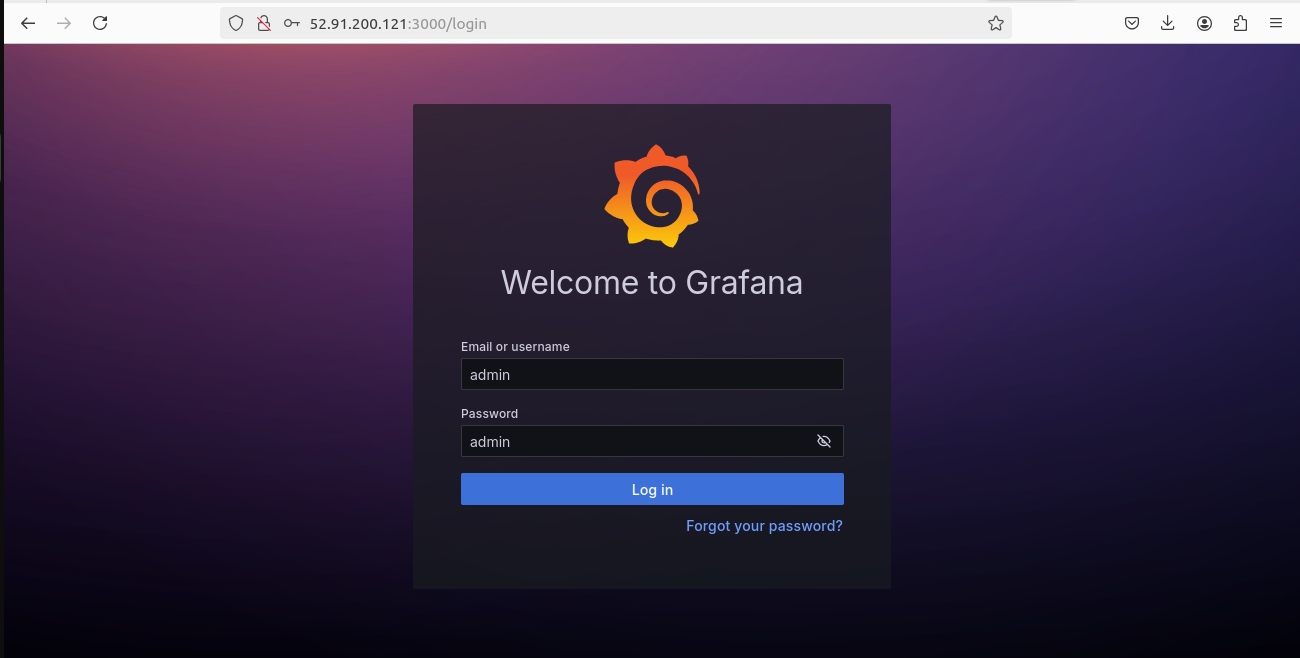 52.91.200.121:3000/login
Welcome to Grafana
Email or username
admin
Password
admin
Log in
Forgot your password?